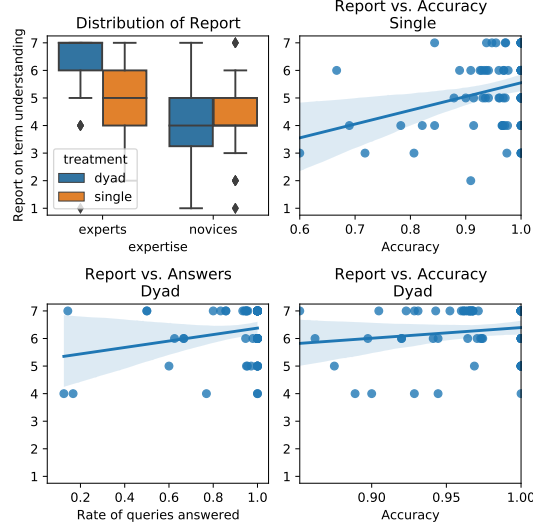 Distribution of Report
Report on term understanding
7
6
5
4
3
2
1
treatment
dyad
single
experts
novices
expertise
Report vs. Accuracy
Single
7
6
5
4
3
2
1
0.6
0.7
0.8
0.9
1.0
Accuracy
Report vs. Answers
Dyad
7
6
5
4
3
2
1
0.2
0.4
0.6
0.8
1.0
Rate of queries answered
Report vs. Accuracy
Dyad
7
6
5
4
3
2
1
0.90
0.95
1.00
Accuracy